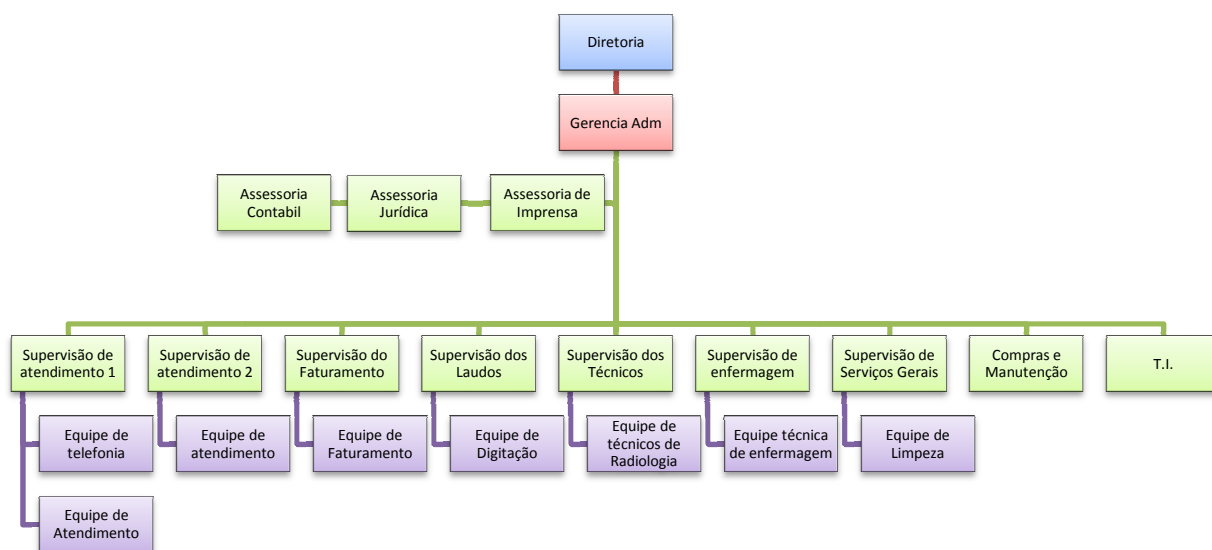 Diretoria
Gerencia Adm
Assessoria
Contabil
Assessoria
Jurídica
Assessoria de
Imprensa
Supervisão de
atendimento 1
Supervisão de
atendimento 2
Supervisão do
Faturamento
Supervisão dos
Laudos
Supervisão dos
Técnicos
Supervisão de
enfermagem
Supervisão de
Serviços Gerais
Compras e
Manutenção
T.I.
Equipe de
telefonia
Equipe de
atendimento
Equipe de
Faturamento
Equipe de
Digitação
Equipe de
técnicos de
Radiologia
Equipe técnica
de enfermagem
Equipe de
Limpeza
Equipe de
Atendimento